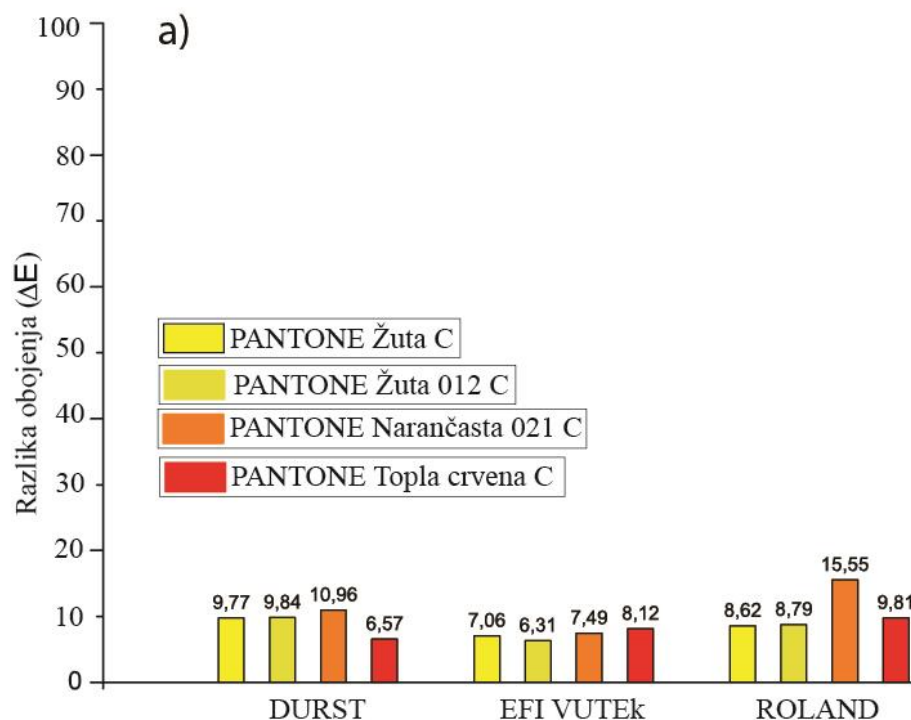 a)
100
90
80
70
60
50
40
30
20
10
0
Razlika obojenja (ΔE)
PANTONE Žuta C
PANTONE Žuta 012 C
PANTONE Narančasta 021 C
PANTONE Topla crvena C
9,77 9,84 10,96 6,57 7,06 6,31 7,49 8,12 8,62 8,79 15,55 9,81
DURST EFI VUTEk ROLAND